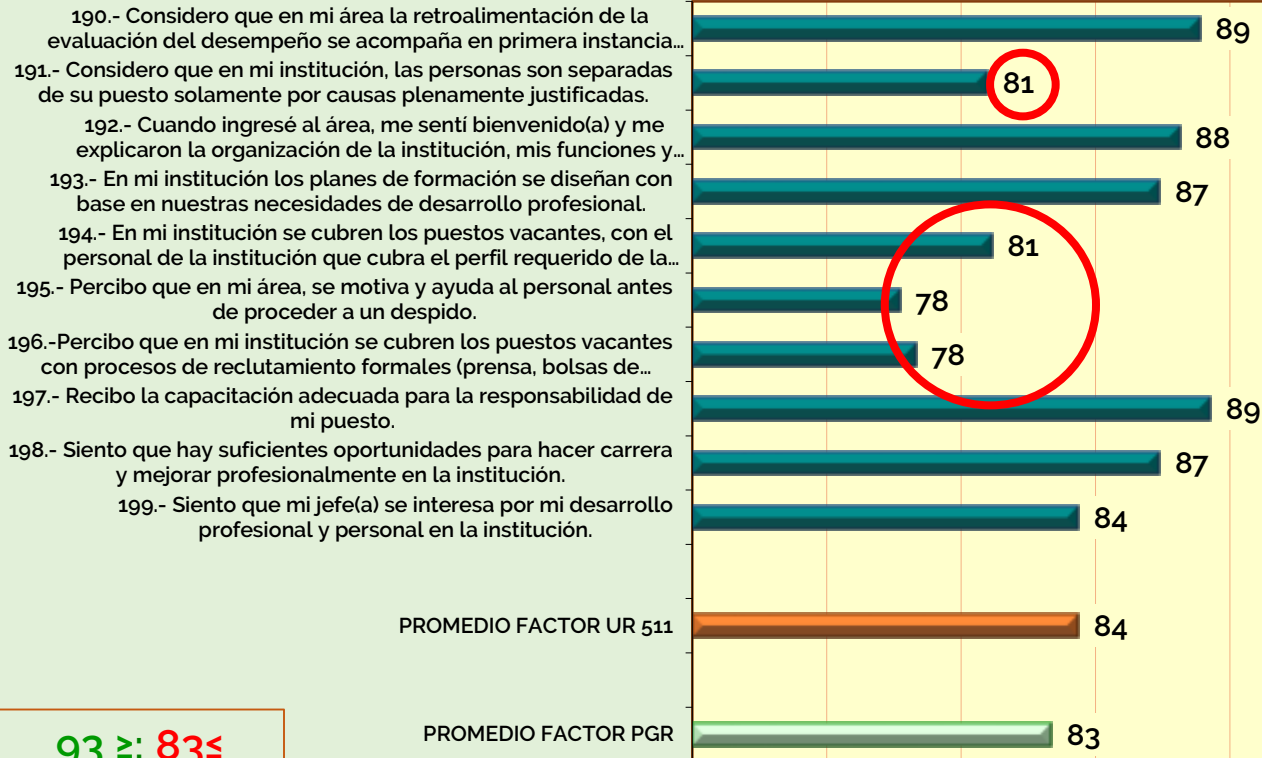 190.- Considero que en mi área la retroalimentación de la
evaluación del desempeño se acompaña en primera instancia...
89
191.- Considero que en mi institución, las personas son separadas
de su puesto solamente por causas plenamente justificadas.
81
192.- Cuando ingresé al área, me sentí bienvenido(a) y me
explicaron la organización de la institución, mis funciones y...
88
193.- En mi institución los planes de formación se diseñan con
base en nuestras necesidades de desarrollo profesional.
87
194.- En mi institución se cubren los puestos vacantes, con el
personal de la institución que cubra el perfil requerido de la...
81
195.- Percibo que en mi área, se motiva y ayuda al personal antes
de proceder a un despido.
78
196.-Percibo que en mi institución se cubren los puestos vacantes
con procesos de reclutamiento formales (prensa, bolsas de...
78
197.- Recibo la capacitación adecuada para la responsabilidad de
mi puesto.
89
198.- Siento que hay suficientes oportunidades para hacer carrera
y mejorar profesionalmente en la institución.
87
199.- Siento que mi jefe(a) se interesa por mi desarrollo
profesional y personal en la institución.
84
PROMEDIO FACTOR UR 511
84
PROMEDIO FACTOR PGR
83
93 ≥; 83≤